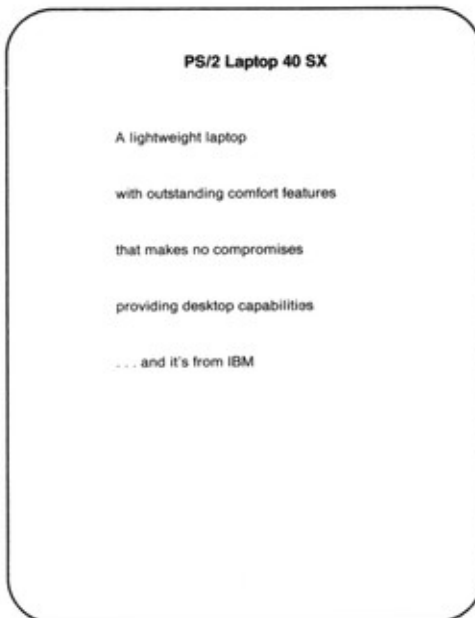 PS/2 Laptop 40 SX
A lightweight laptop
with outstanding comfort features
that makes no compromises
providing desktop capabilities
. . . and it's from IBM